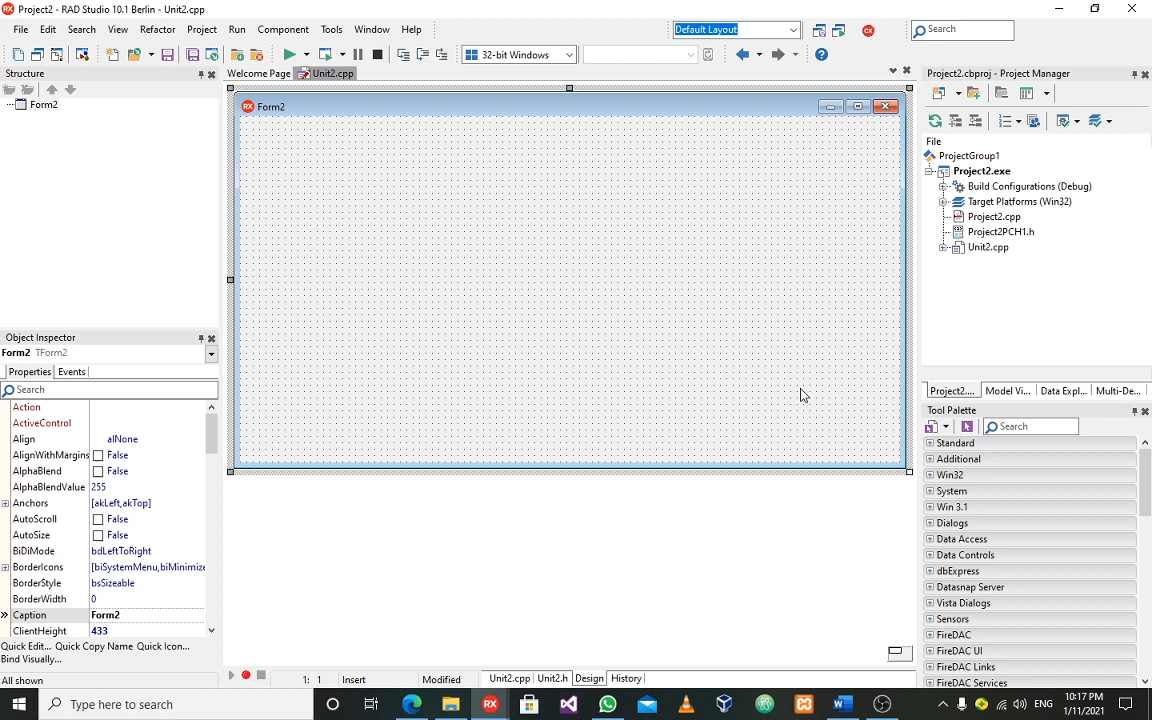 Project2 - RAD Studio 10.1 Berlin - Unit2.cpp
File Edit Search View Refactor Project Run Component Tools Window Help
Default Layout
Search
32-bit Windows
Structure
Form2
Welcome Page Unit2.cpp
Form2
Object Inspector
Form2 TForm2
Properties Events
Search
Action
ActiveControl
Align alNone
AlignWithMargins False
AlphaBlend False
AlphaBlendValue 255
Anchors [akLeft,akTop]
AutoScroll False
AutoSize False
BiDiMode bdLeftToRight
BorderIcons [biSystemMenu,biMinimize
BorderStyle bsSizeable
BorderWidth 0
Caption Form2
ClientHeight 433
Quick Edit... Quick Copy Name Quick Icon...
Bind Visually...
All shown
1: 1 Insert Modified Unit2.cpp Unit2.h Design History
Project2.cbproj - Project Manager
File
ProjectGroup1
Project2.exe
Build Configurations (Debug)
Target Platforms (Win32)
Project2.cpp
Project2PCH1.h
Unit2.cpp
Project2.... Model Vi... Data Expl... Multi-De...
Tool Palette
Search
Standard
Additional
Win32
System
Win 3.1
Dialogs
Data Access
Data Controls
dbExpress
Datasnap Server
Vista Dialogs
Sensors
FireDAC
FireDAC UI
FireDAC Links
FireDAC Services
Type here to search
ENG
10:17 PM
1/11/2021